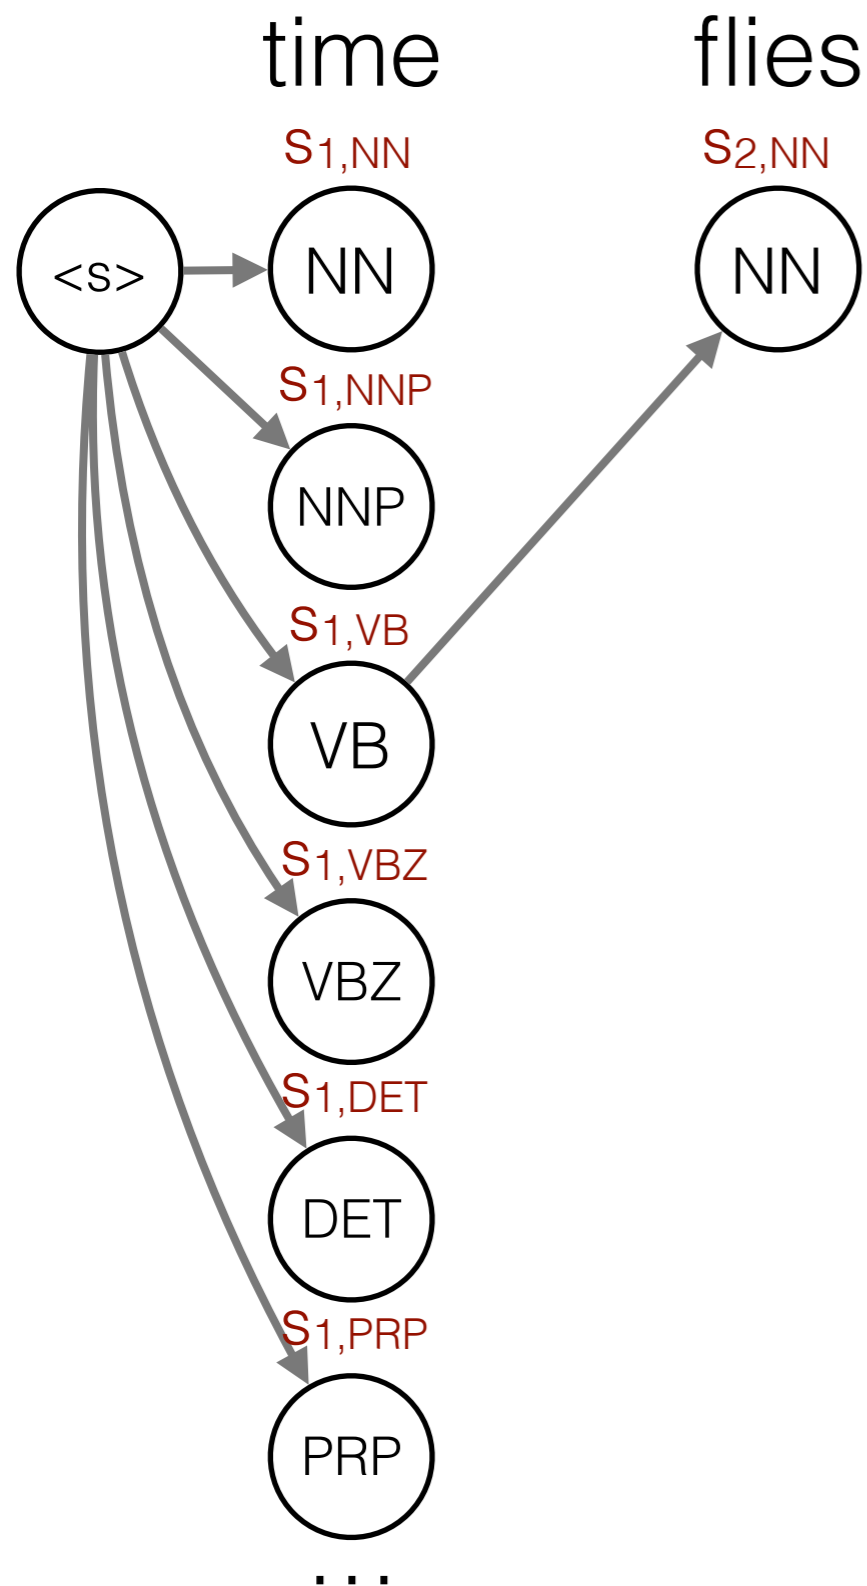 time flies
s1,NN s2,NN
<s> NN NN
s1,NNP
NNP
s1,VB
VB
s1,VBZ
VBZ
s1,DET
DET
s1,PRP
PRP
...